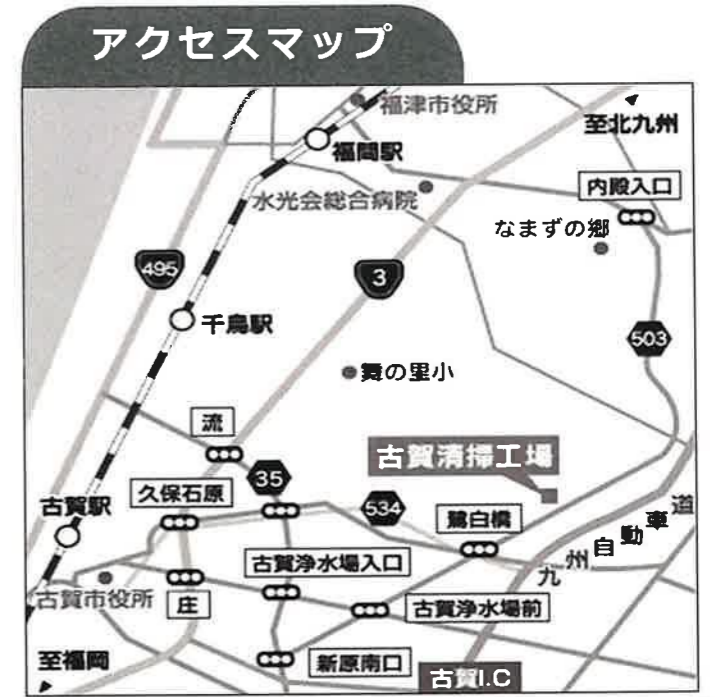 アクセスマップ
福津市役所
至北九州
福間駅
内殿入口
水光会総合病院
なまずの郷
495
3
千鳥駅
503
舞の里小
流
古賀清掃工場
35
久保石原
534
古賀駅
鷺白橋
九州自動車道
古賀浄水場入口
古賀市役所
庄
古賀浄水場前
至福岡
新原南口
古賀I.C